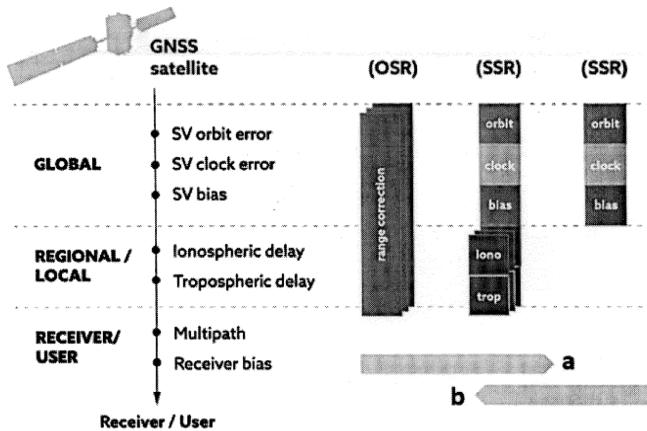 GNSS
satellite
(OSR) (SSR) (SSR)
GLOBAL
SV orbit error
SV clock error
SV bias
range correction
orbit
clock
bias
orbit
clock
bias
REGIONAL /
LOCAL
Ionospheric delay
Tropospheric delay
iono
trop
RECEIVER/
USER
Multipath
Receiver bias
a
b
Receiver / User